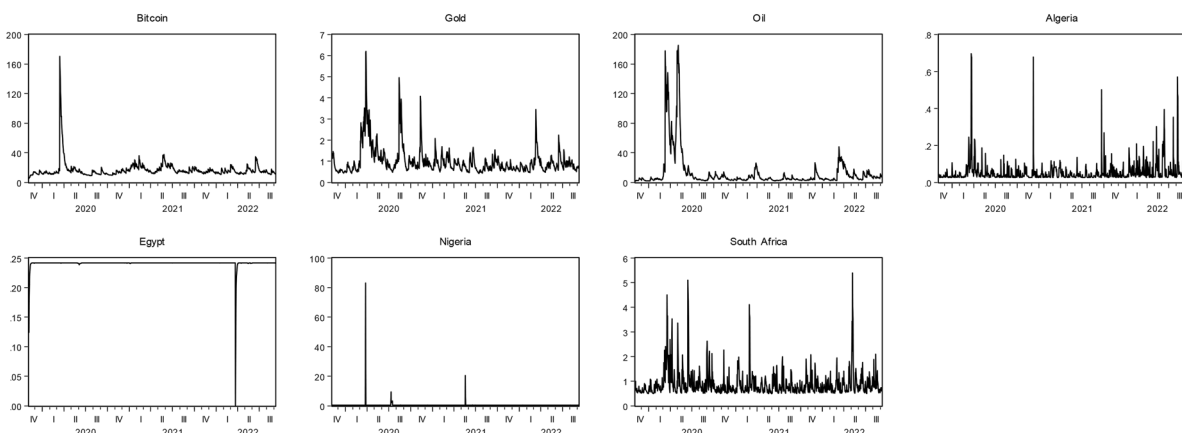 Bitcoin
200
160
120
80
40
0
IV I II III IV I II III IV I II III
2020 2021 2022
Gold
7
6
5
4
3
2
1
0
IV I II III IV I II III IV I II III
2020 2021 2022
Oil
200
160
120
80
40
0
IV I II III IV I II III IV I II III
2020 2021 2022
Algeria
.8
.6
.4
.2
.0
IV I II III IV I II III IV I II III
2020 2021 2022
Egypt
.25
.20
.15
.10
.05
.00
IV I II III IV I II III IV I II III
2020 2021 2022
Nigeria
100
80
60
40
20
0
IV I II III IV I II III IV I II III
2020 2021 2022
South Africa
6
5
4
3
2
1
0
IV I II III IV I II III IV I II III
2020 2021 2022